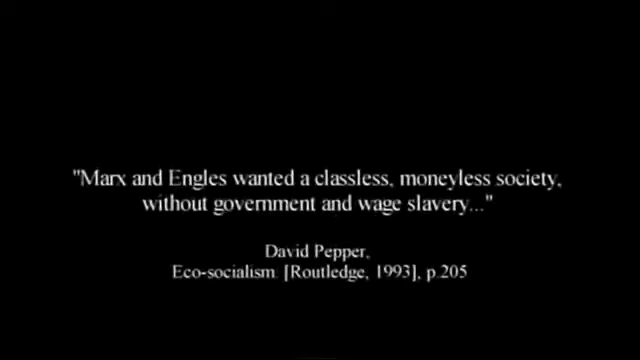 "Marx and Engles wanted a classless, moneyless society,
without government and wage slavery..."
David Pepper,
Eco-socialism: [Routledge, 1993], p.205